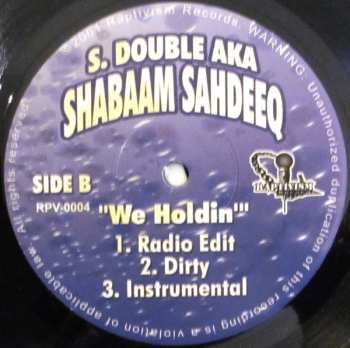 ©2001 Raptivism Records. WARNING: Unauthorized duplication of this recording is a violation of applicable law. All rights reserved
S. DOUBLE AKA
SHABAAM SAHDEEQ
SIDE B
RPV-0004
RAPTIVISM
"We Holdin'"
1. Radio Edit
2. Dirty
3. Instrumental